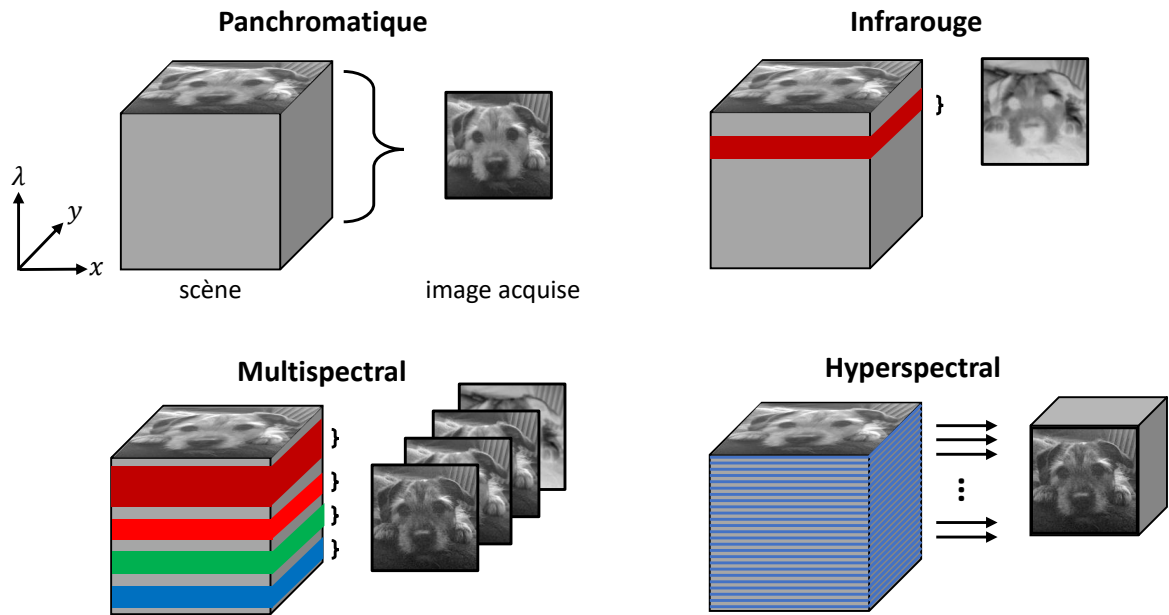 Panchromatique
Infrarouge
λ
y
x
scène
image acquise
Multispectral
Hyperspectral